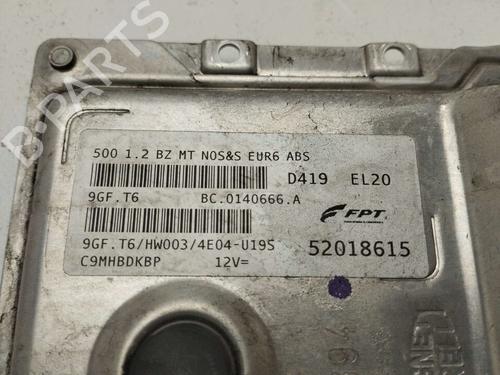 500 1.2 BZ MT NOS&S EUR6 ABS
D419 EL20
9GF.T6 BC.0140666.A
FPT
9GF.T6/HW003/4E04-U19S 52018615
C9MHBDKBP 12V=
B-PARTS